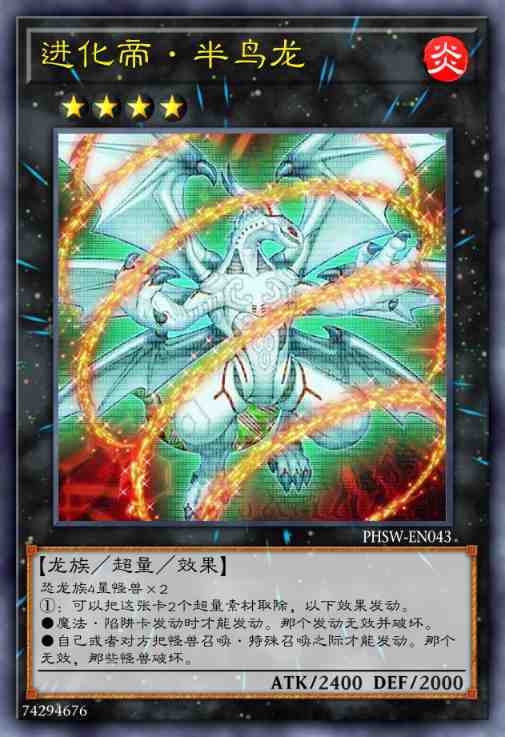 进化帝·半鸟龙
炎
PHSW-EN043
【龙族／超量／效果】
恐龙族4星怪兽×2
①：可以把这张卡2个超量素材取除，以下效果发动。
●魔法·陷阱卡发动时才能发动。那个发动无效并破坏。
●自己或者对方把怪兽召唤·特殊召唤之际才能发动。那个
无效，那些怪兽破坏。
ATK/2400 DEF/2000
74294676